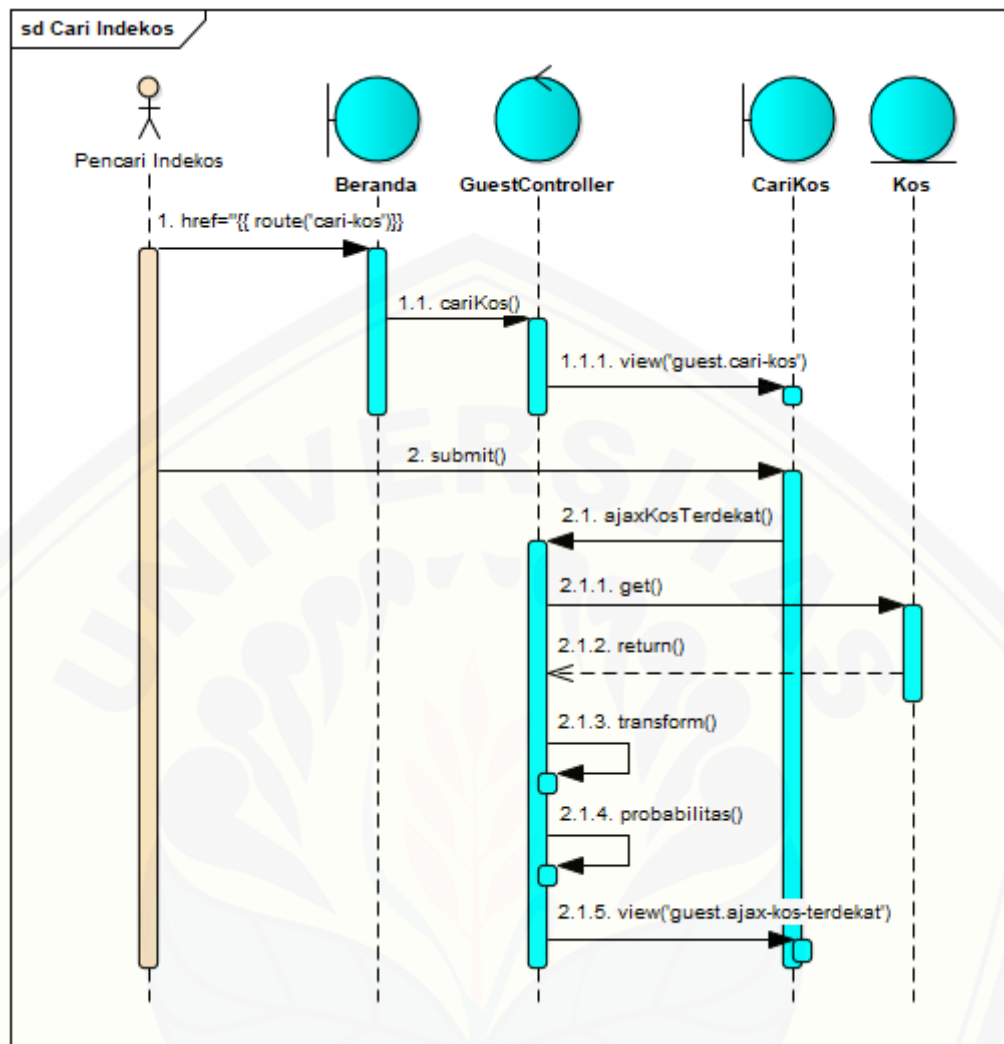 sd Cari Indekos
Pencari Indekos
Beranda
GuestController
CariKos
Kos
1. href="{{ route('cari-kos')}}
1.1. cariKos()
1.1.1. view('guest.cari-kos')
2. submit()
2.1. ajaxKosTerdekat()
2.1.1. get()
2.1.2. return()
2.1.3. transform()
2.1.4. probabilitas()
2.1.5. view('guest.ajax-kos-terdekat')
UNIVERSITAS